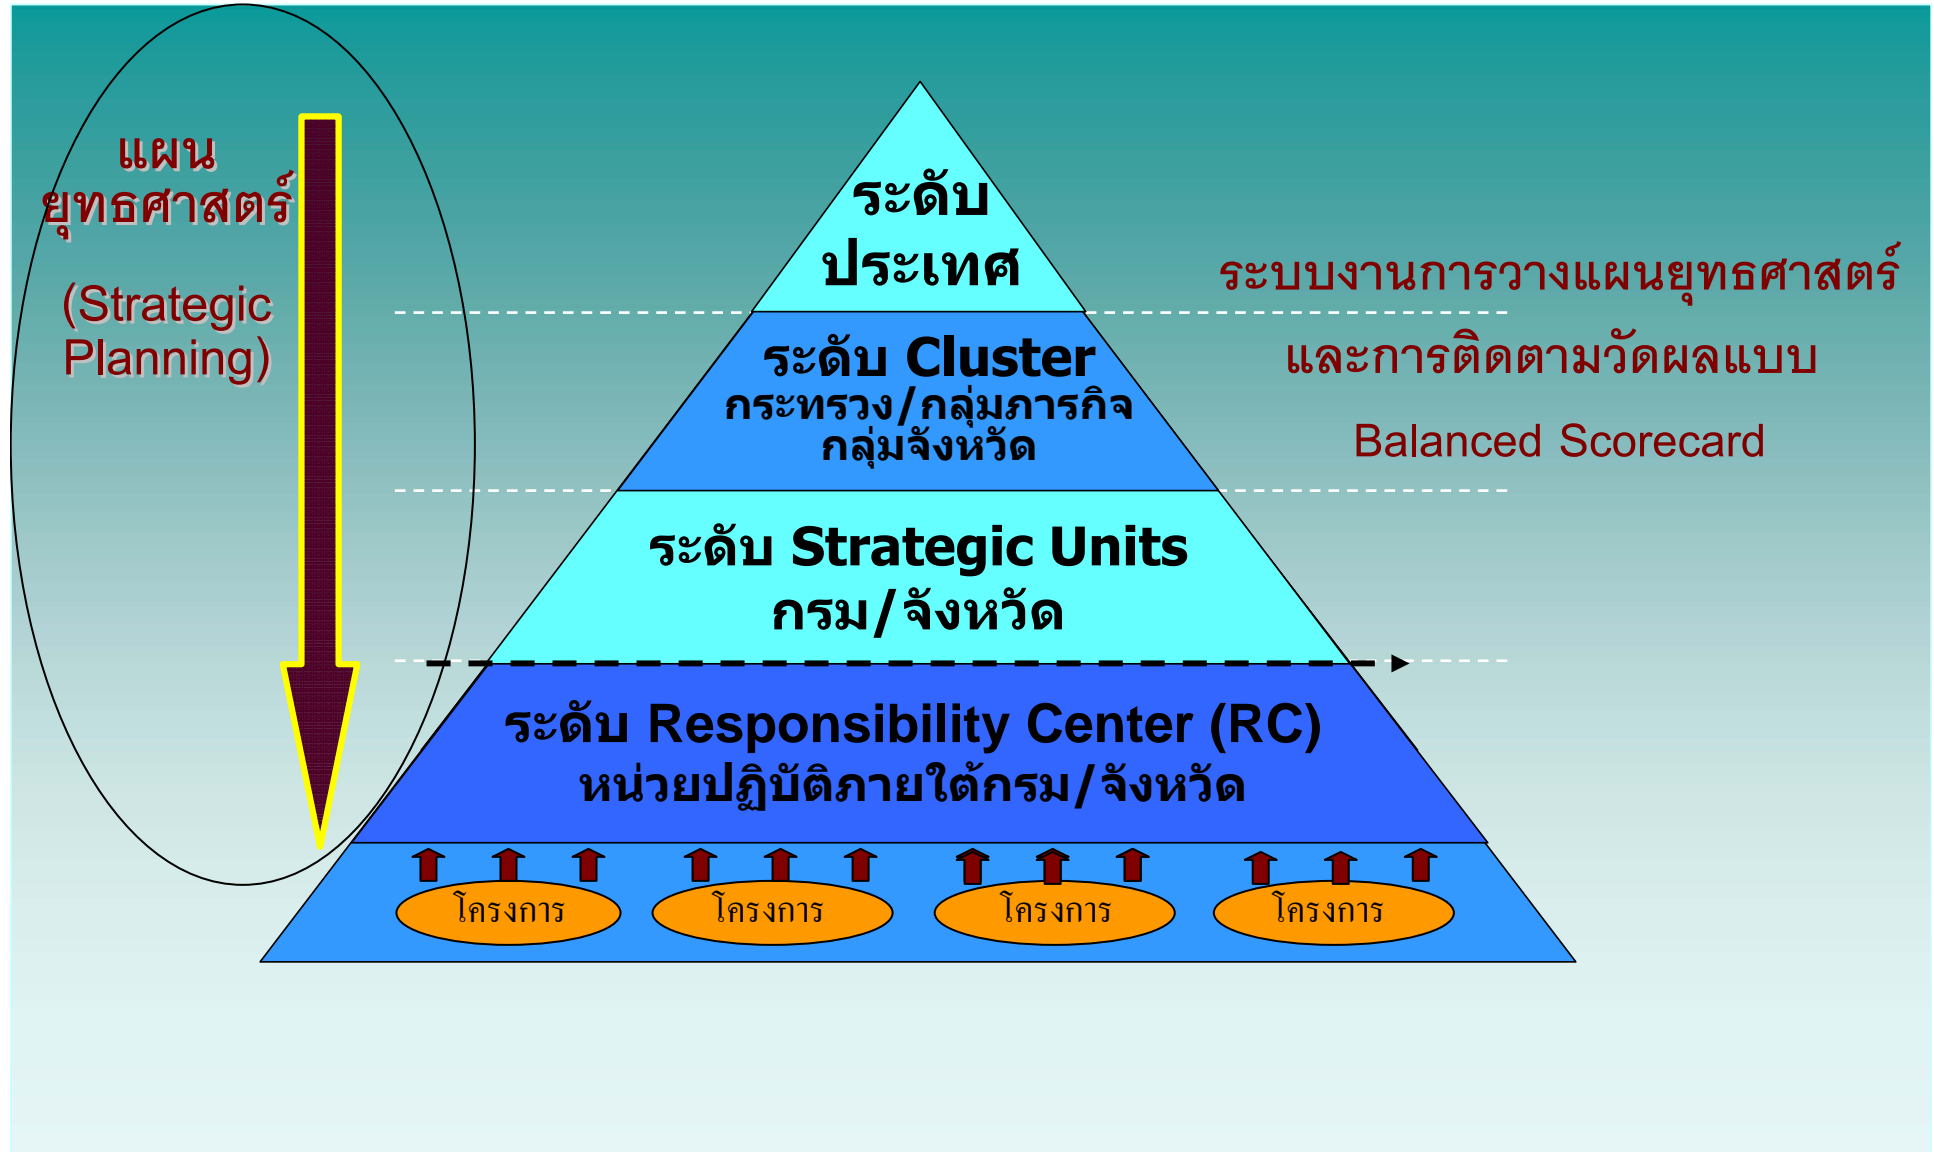 แผน
ยุทธศาสตร์
(Strategic
Planning)
ระดับ
ประเทศ
ระบบงานการวางแผนยุทธศาสตร์
และการติดตามวัดผลแบบ
Balanced Scorecard
ระดับ Cluster
กระทรวง/กลุ่มภารกิจ
กลุ่มจังหวัด
ระดับ Strategic Units
กรม/จังหวัด
ระดับ Responsibility Center (RC)
หน่วยปฏิบัติภายใต้กรม/จังหวัด
โครงการ โครงการ โครงการ โครงการ